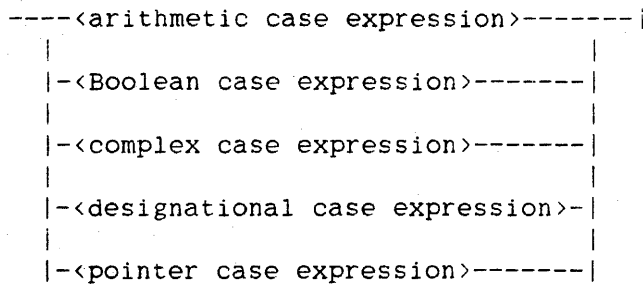 ----<arithmetic case expression>-------|
|-<Boolean case expression>-------|
|-<complex case expression>-------|
|-<designational case expression>-|
|-<pointer case expression>-------|